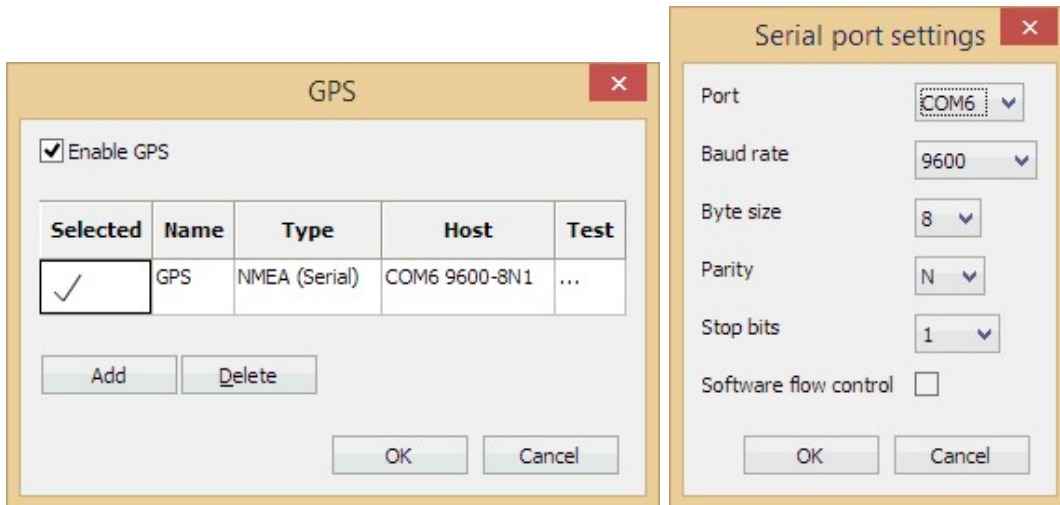 GPS
Enable GPS
Selected Name Type Host Test
GPS NMEA (Serial) COM6 9600-8N1 ...
Add Delete
OK Cancel
Serial port settings
Port COM6
Baud rate 9600
Byte size 8
Parity N
Stop bits 1
Software flow control
OK Cancel